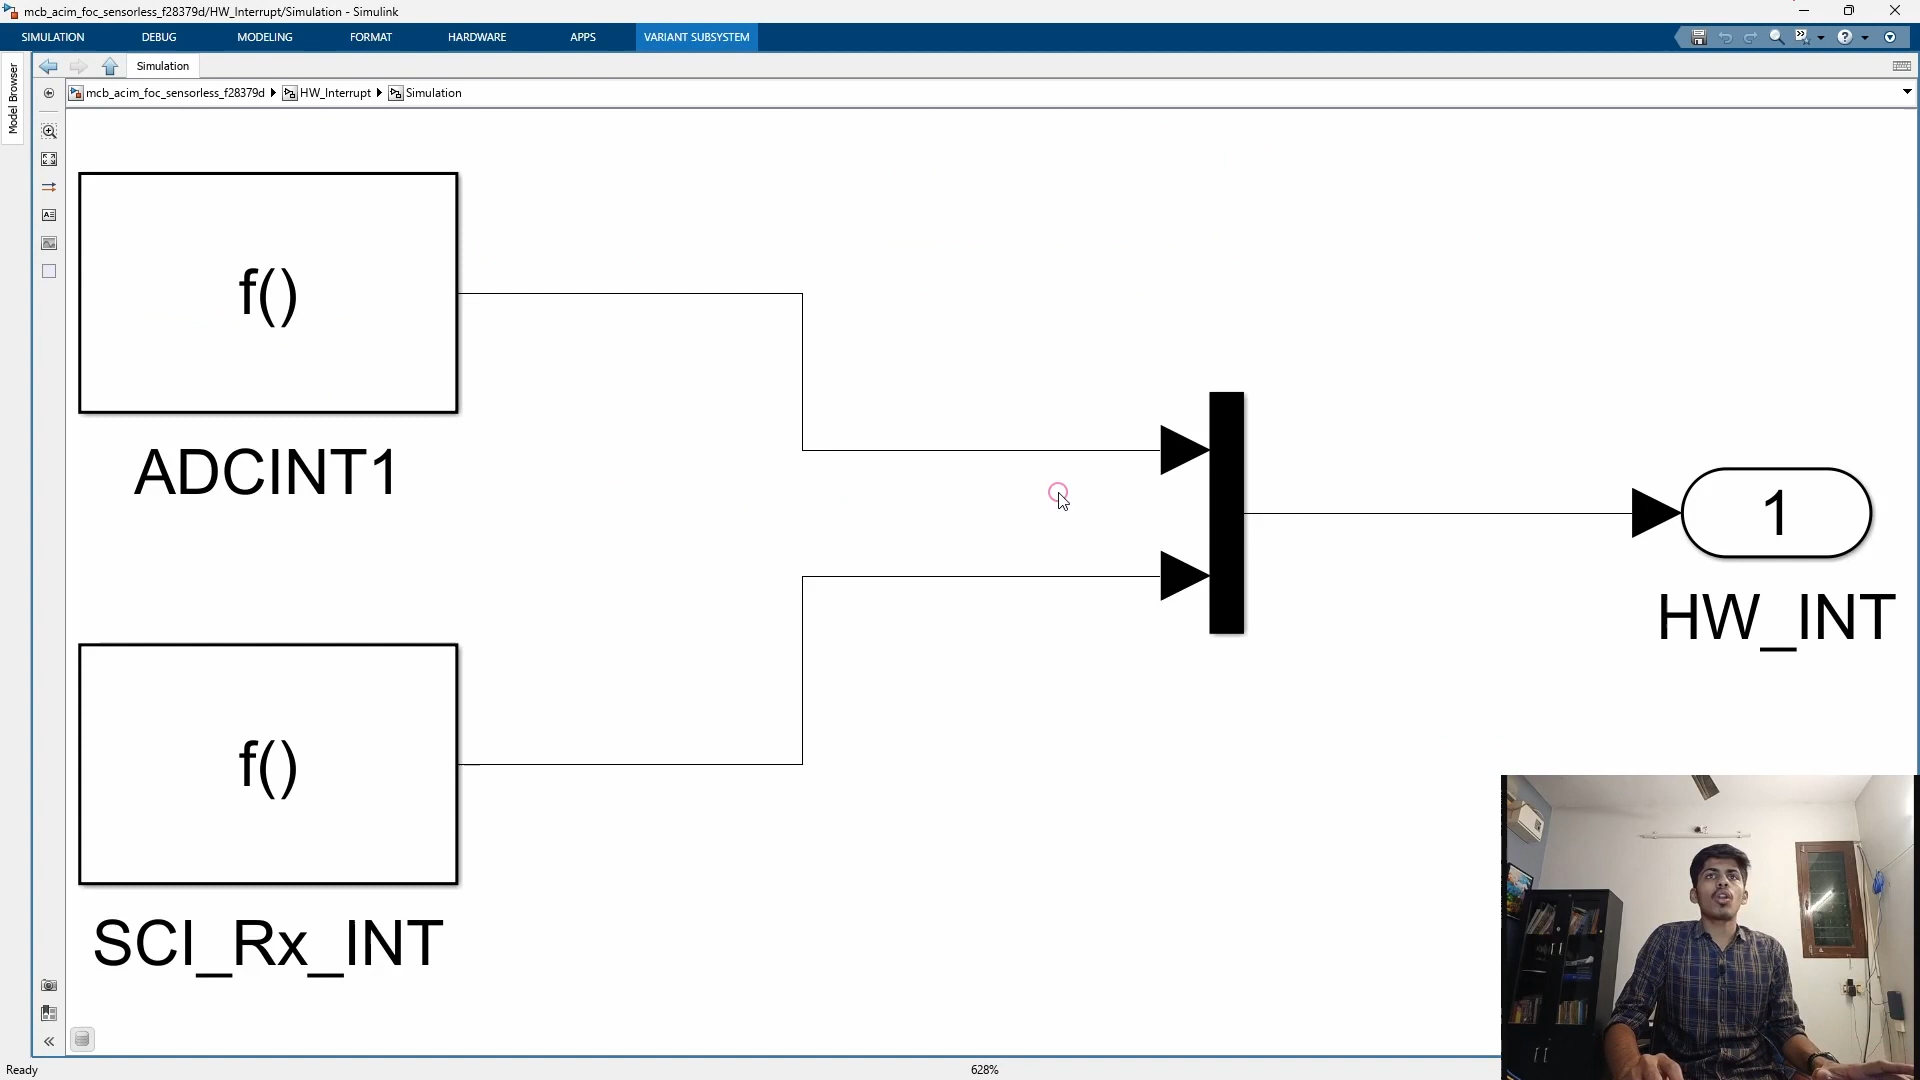 mcb_acim_foc_sensorless_f28379d/HW_Interrupt/Simulation - Simulink
SIMULATION DEBUG MODELING FORMAT HARDWARE APPS VARIANT SUBSYSTEM
Model Browser
Simulation
mcb_acim_foc_sensorless_f28379d HW_Interrupt Simulation
f()
ADCINT1
1
HW_INT
f()
SCI_Rx_INT
Ready
628%